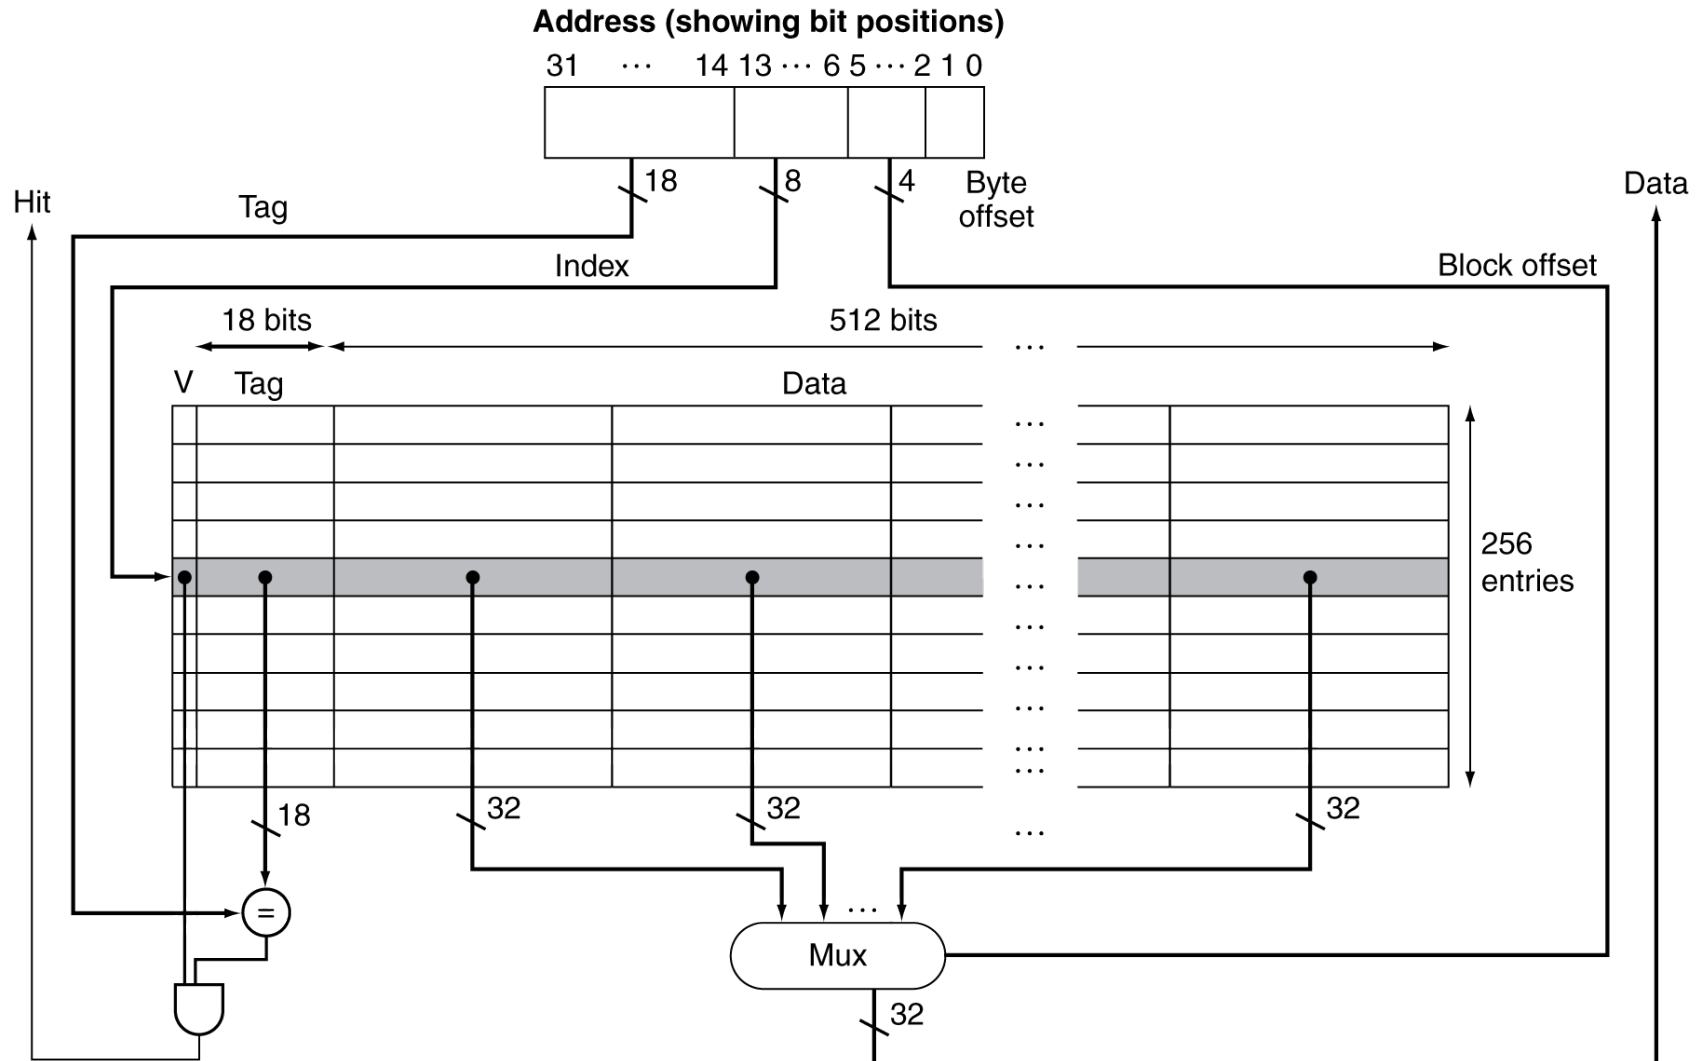 Address (showing bit positions)
31 ··· 14 13 ··· 6 5 ··· 2 1 0
18
8
4
Byte
offset
Hit
Data
Tag
Index
Block offset
18 bits
512 bits
...
V
Tag
Data
...
...
...
...
...
...
...
...
...
...
256
entries
18
32
32
...
32
=
...
Mux
32